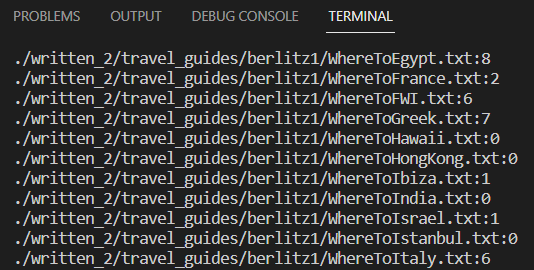 PROBLEMS OUTPUT DEBUG CONSOLE TERMINAL
./written_2/travel_guides/berlitz1/WhereToEgypt.txt:8
./written_2/travel_guides/berlitz1/WhereToFrance.txt:2
./written_2/travel_guides/berlitz1/WhereToFWI.txt:6
./written_2/travel_guides/berlitz1/WhereToGreek.txt:7
./written_2/travel_guides/berlitz1/WhereToHawaii.txt:0
./written_2/travel_guides/berlitz1/WhereToHongKong.txt:0
./written_2/travel_guides/berlitz1/WhereToIbiza.txt:1
./written_2/travel_guides/berlitz1/WhereToIndia.txt:0
./written_2/travel_guides/berlitz1/WhereToIsrael.txt:1
./written_2/travel_guides/berlitz1/WhereToIstanbul.txt:0
./written_2/travel_guides/berlitz1/WhereToItaly.txt:6